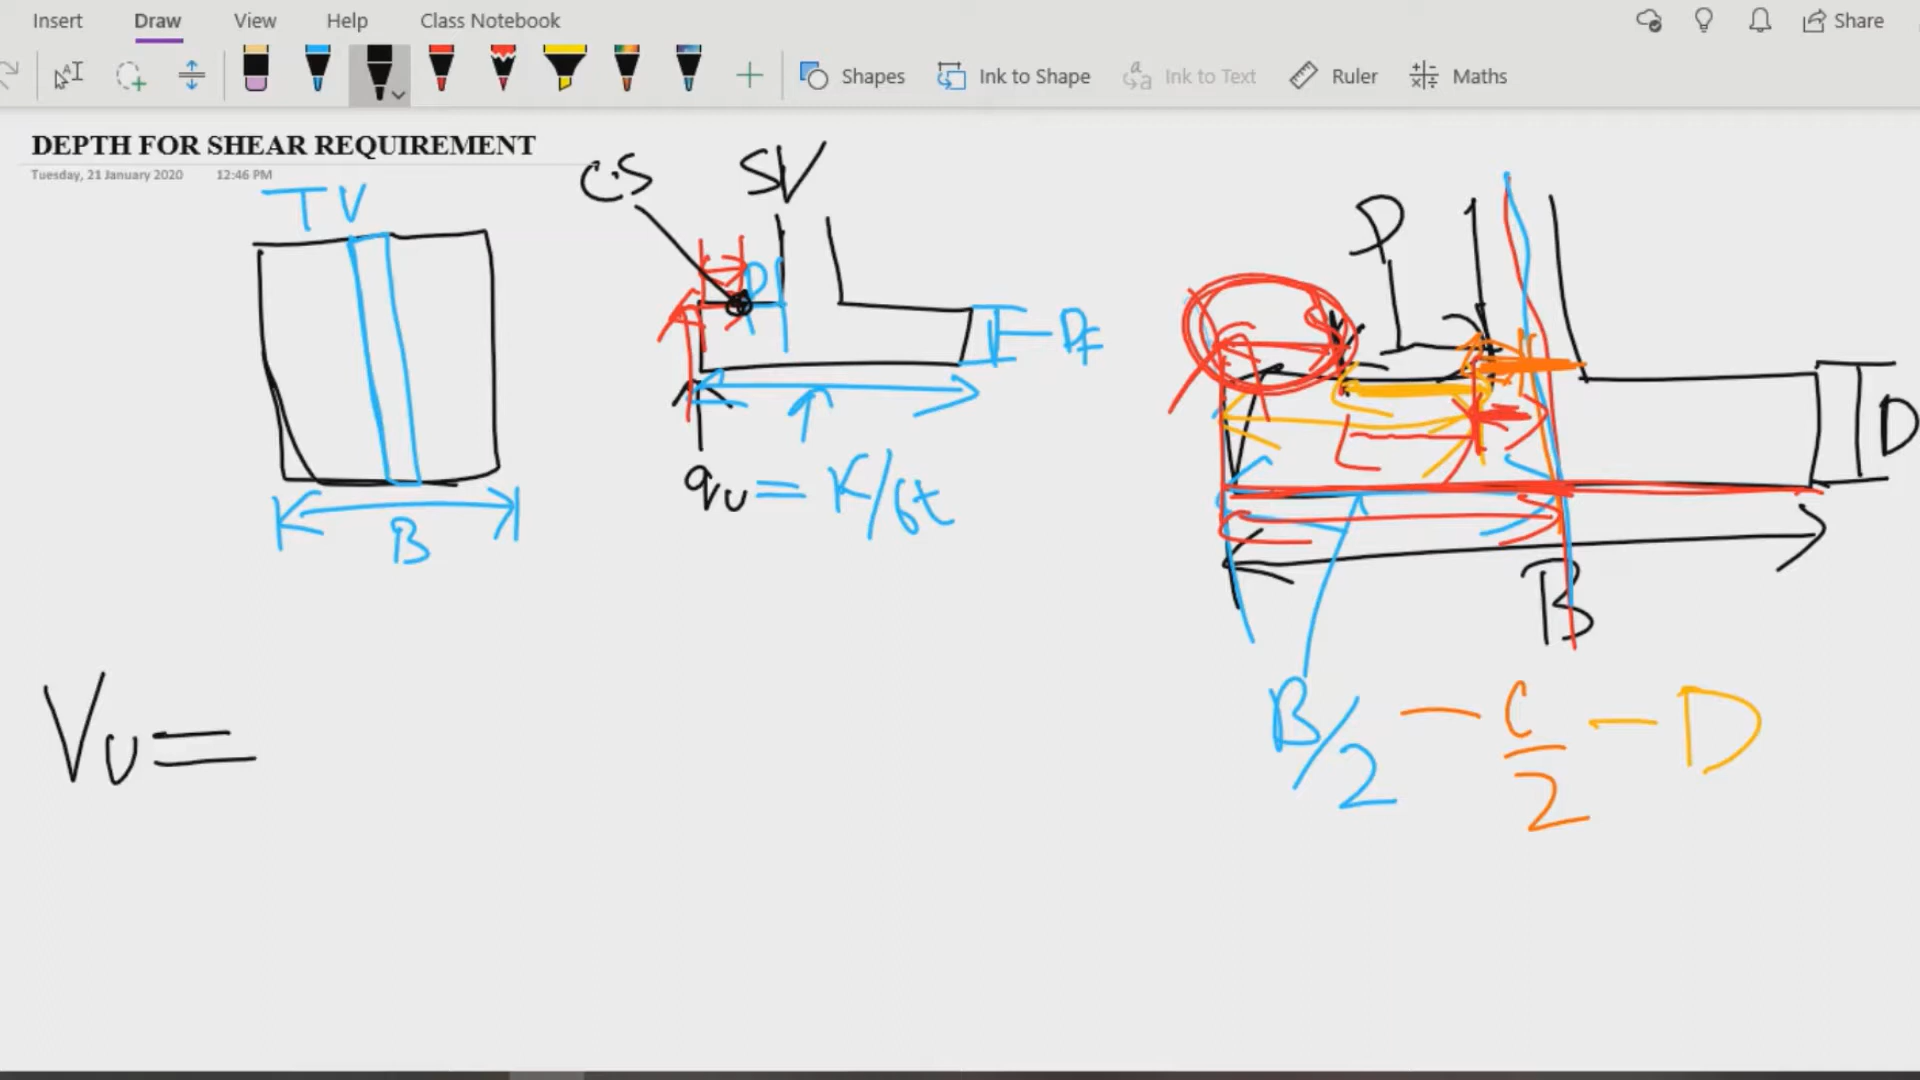 Insert Draw View Help Class Notebook Share
Shapes Ink to Shape Ink to Text Ruler Maths
DEPTH FOR SHEAR REQUIREMENT
Tuesday, 21 January 2020 12:46 PM
TV
C.S
SV
D
D
DF
D
B
qu = K/ft
B
Vu =
B/2 - C/2 - D